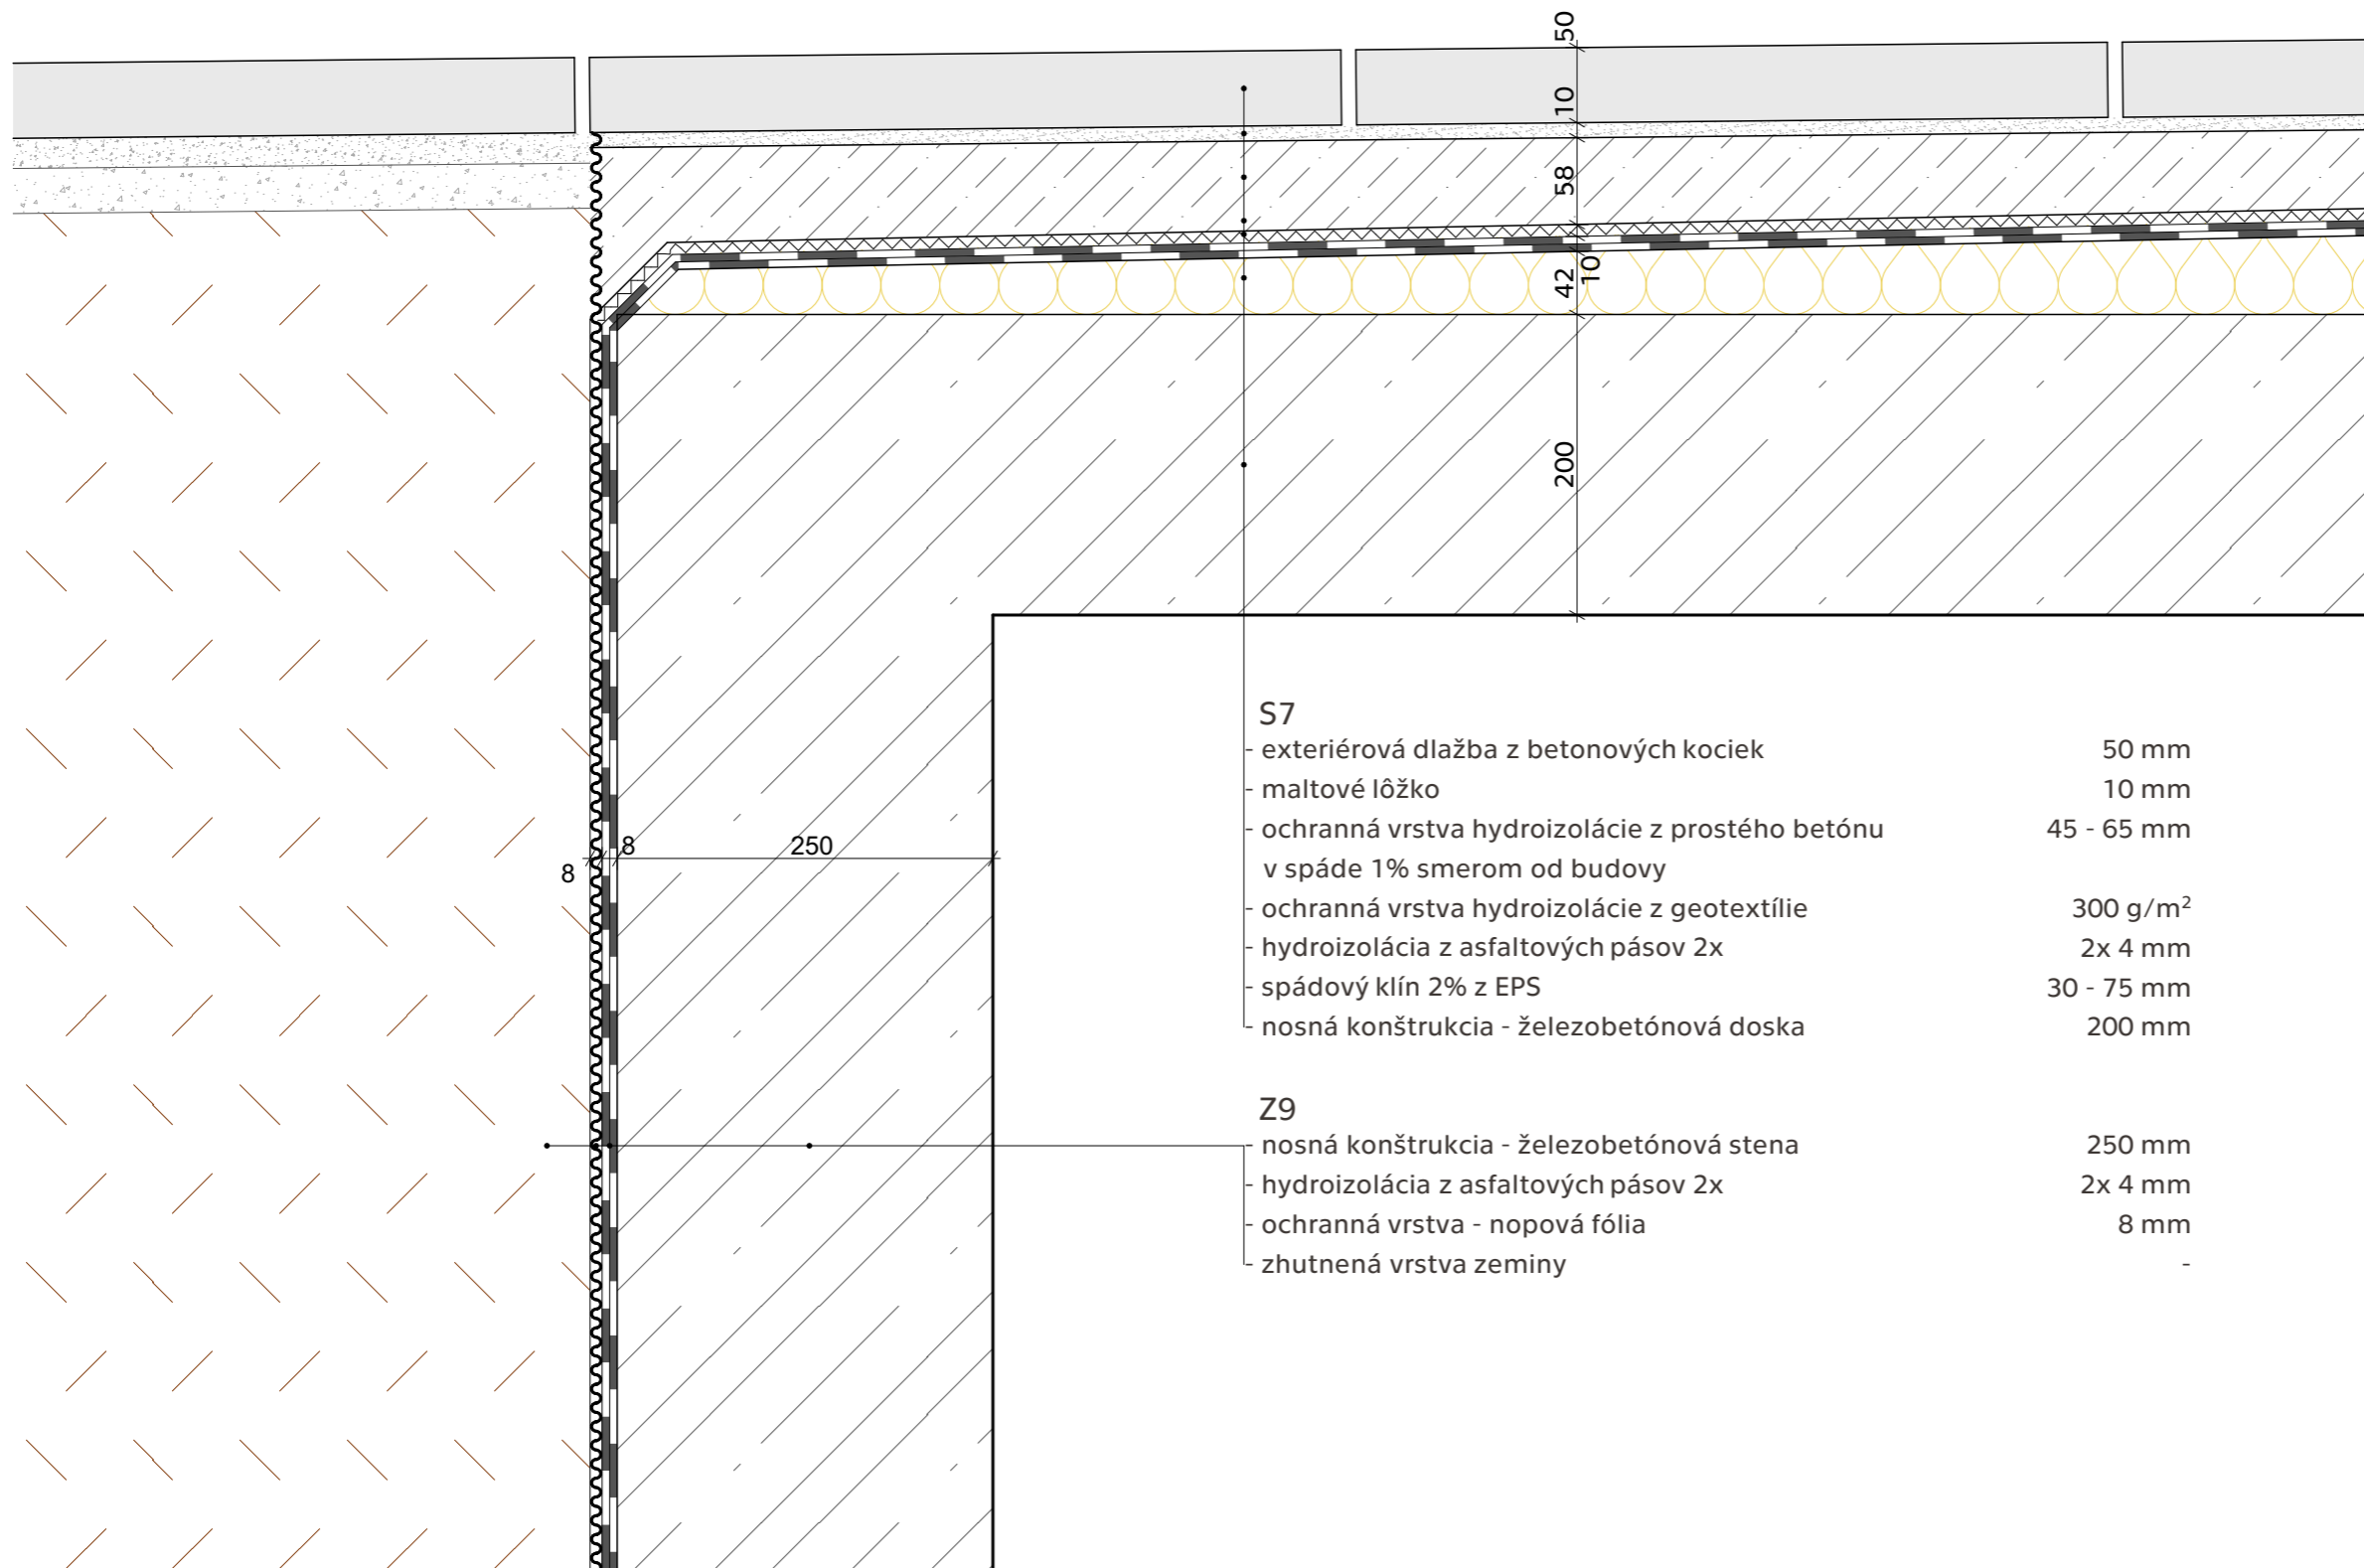 50
10
58
42
10
200
8
250
8
S7
- exteriérová dlažba z betonových kociek 50 mm
- maltové lôžko 10 mm
- ochranná vrstva hydroizolácie z prostého betónu 45 - 65 mm
v spáde 1% smerom od budovy
- ochranná vrstva hydroizolácie z geotextílie 300 g/m²
- hydroizolácia z asfaltových pásov 2x 2x 4 mm
- spádový klín 2% z EPS 30 - 75 mm
- nosná konštrukcia - železobetónová doska 200 mm
Z9
- nosná konštrukcia - železobetónová stena 250 mm
- hydroizolácia z asfaltových pásov 2x 2x 4 mm
- ochranná vrstva - nopová fólia 8 mm
- zhutnená vrstva zeminy -